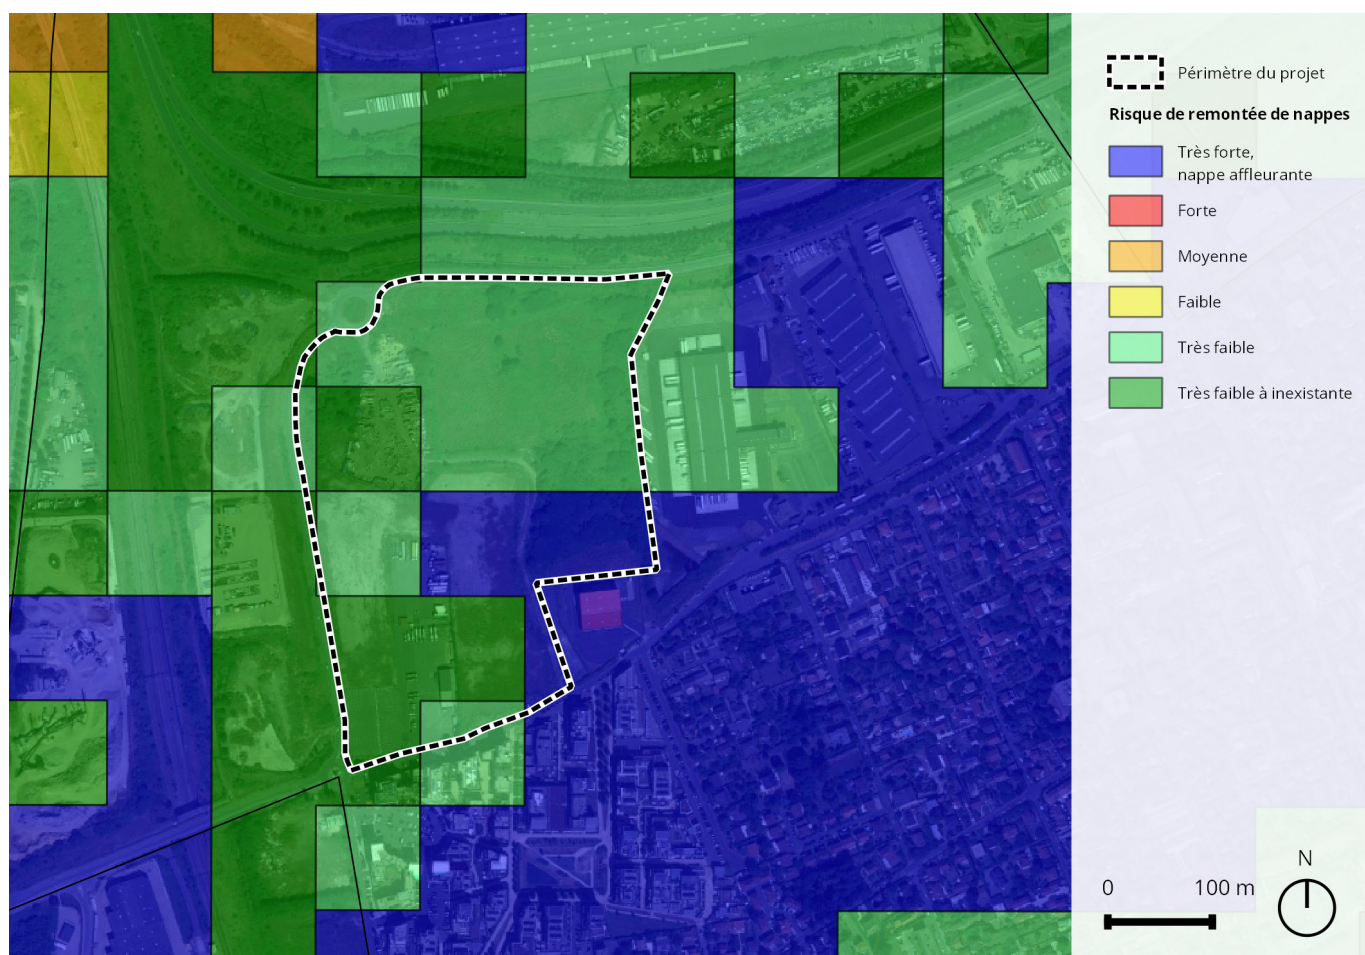 Périmètre du projet
Risque de remontée de nappes
Très forte,
nappe affleurante
Forte
Moyenne
Faible
Très faible
Très faible à inexistante
N
0 100 m